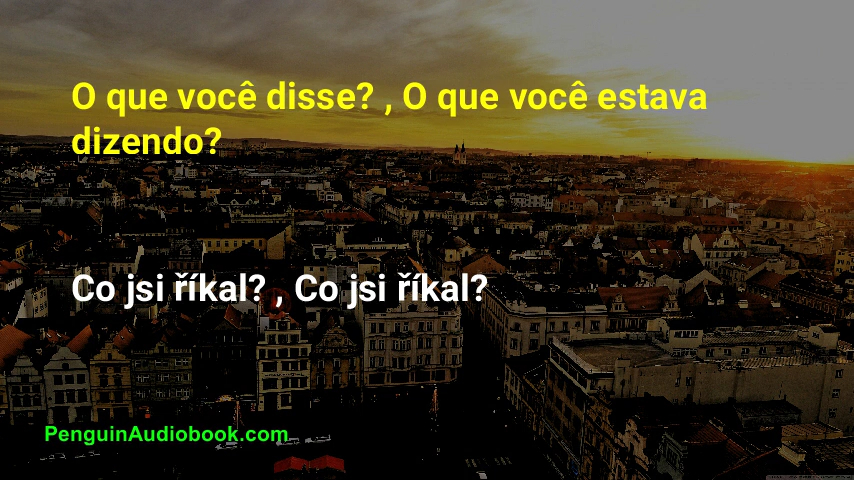 O que você disse? , O que você estava
dizendo?
Co jsi říkal? , Co jsi říkal?
PenguinAudiobook.com